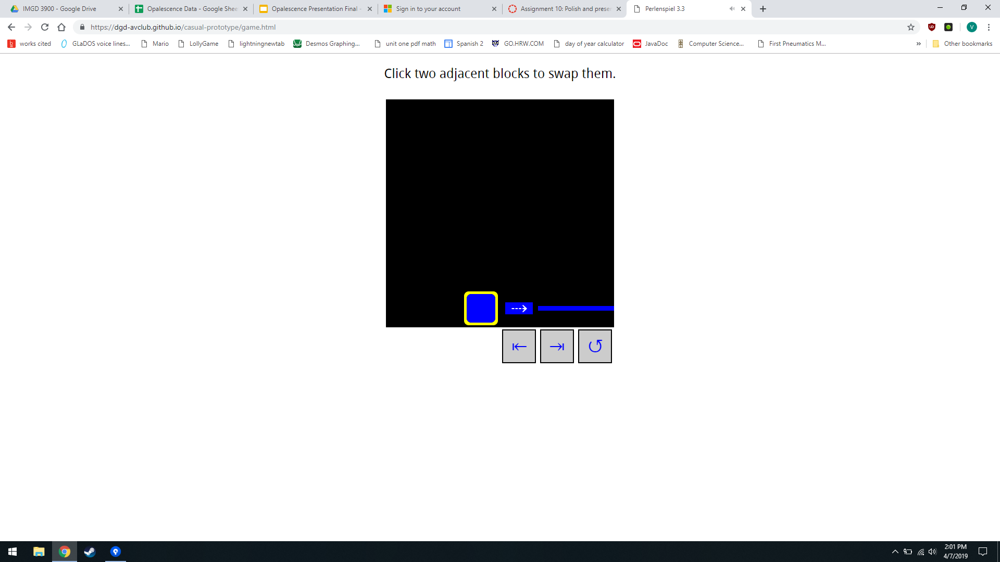 IMGD 3900 - Google Drive
Opalescence Data - Google Shee
Opalescence Presentation Final -
Sign in to your account
Assignment 10: Polish and prese
Perlenspiel 3.3
https://dgd-avclub.github.io/casual-prototype/game.html
V
works cited
GLaDOS voice lines...
Mario
LollyGame
lightningnewtab
Desmos Graphing...
unit one pdf math
Spanish 2
GO.HRW.COM
day of year calculator
JavaDoc
Computer Science...
First Pneumatics M...
»
Other bookmarks
Click two adjacent blocks to swap them.
2:01 PM
4/7/2019